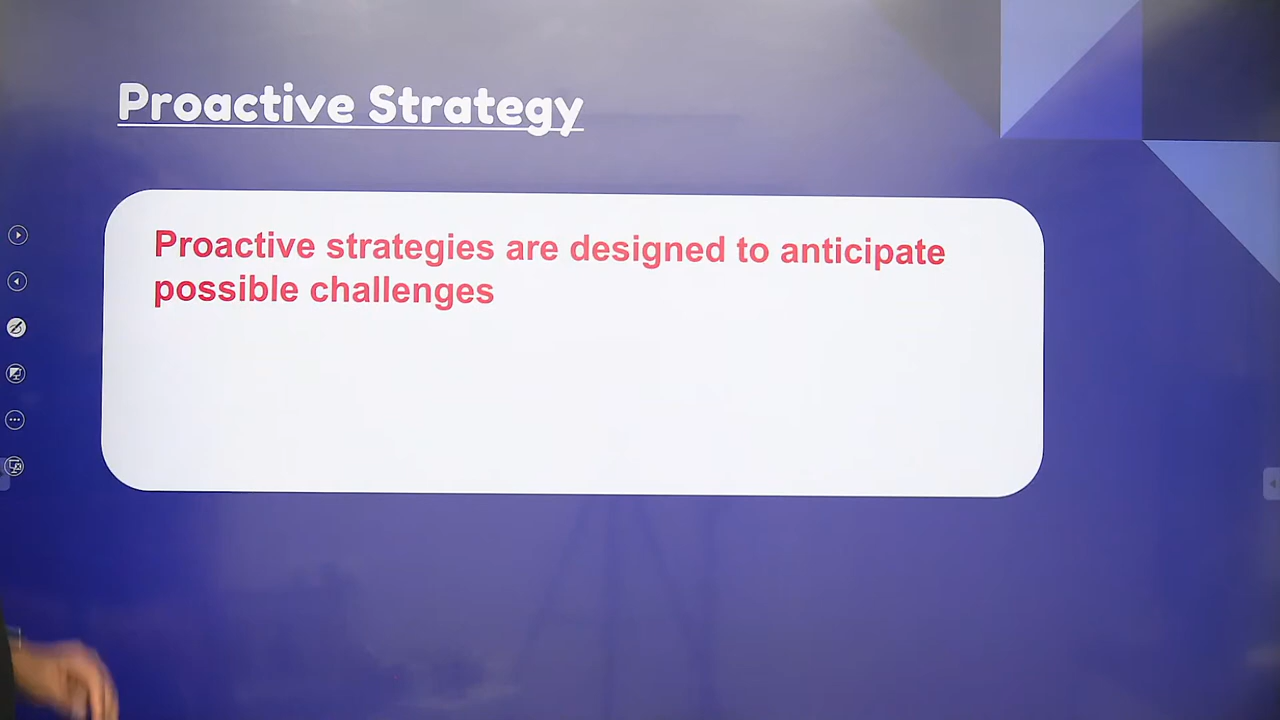 Proactive Strategy
Proactive strategies are designed to anticipate
possible challenges